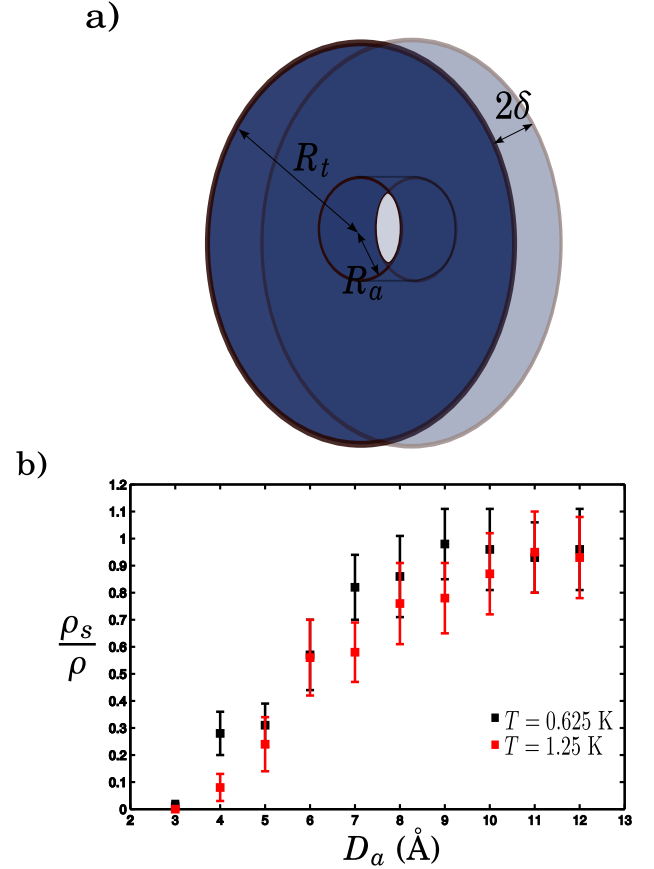 a)
2δ
R_t
R_a
b)
1.2
1.1
1
0.9
0.8
0.7
0.6
0.5
0.4
0.3
0.2
0.1
0
ρ_s
ρ
T = 0.625 K
T = 1.25 K
2 3 4 5 6 7 8 9 10 11 12 13
D_a (Å)